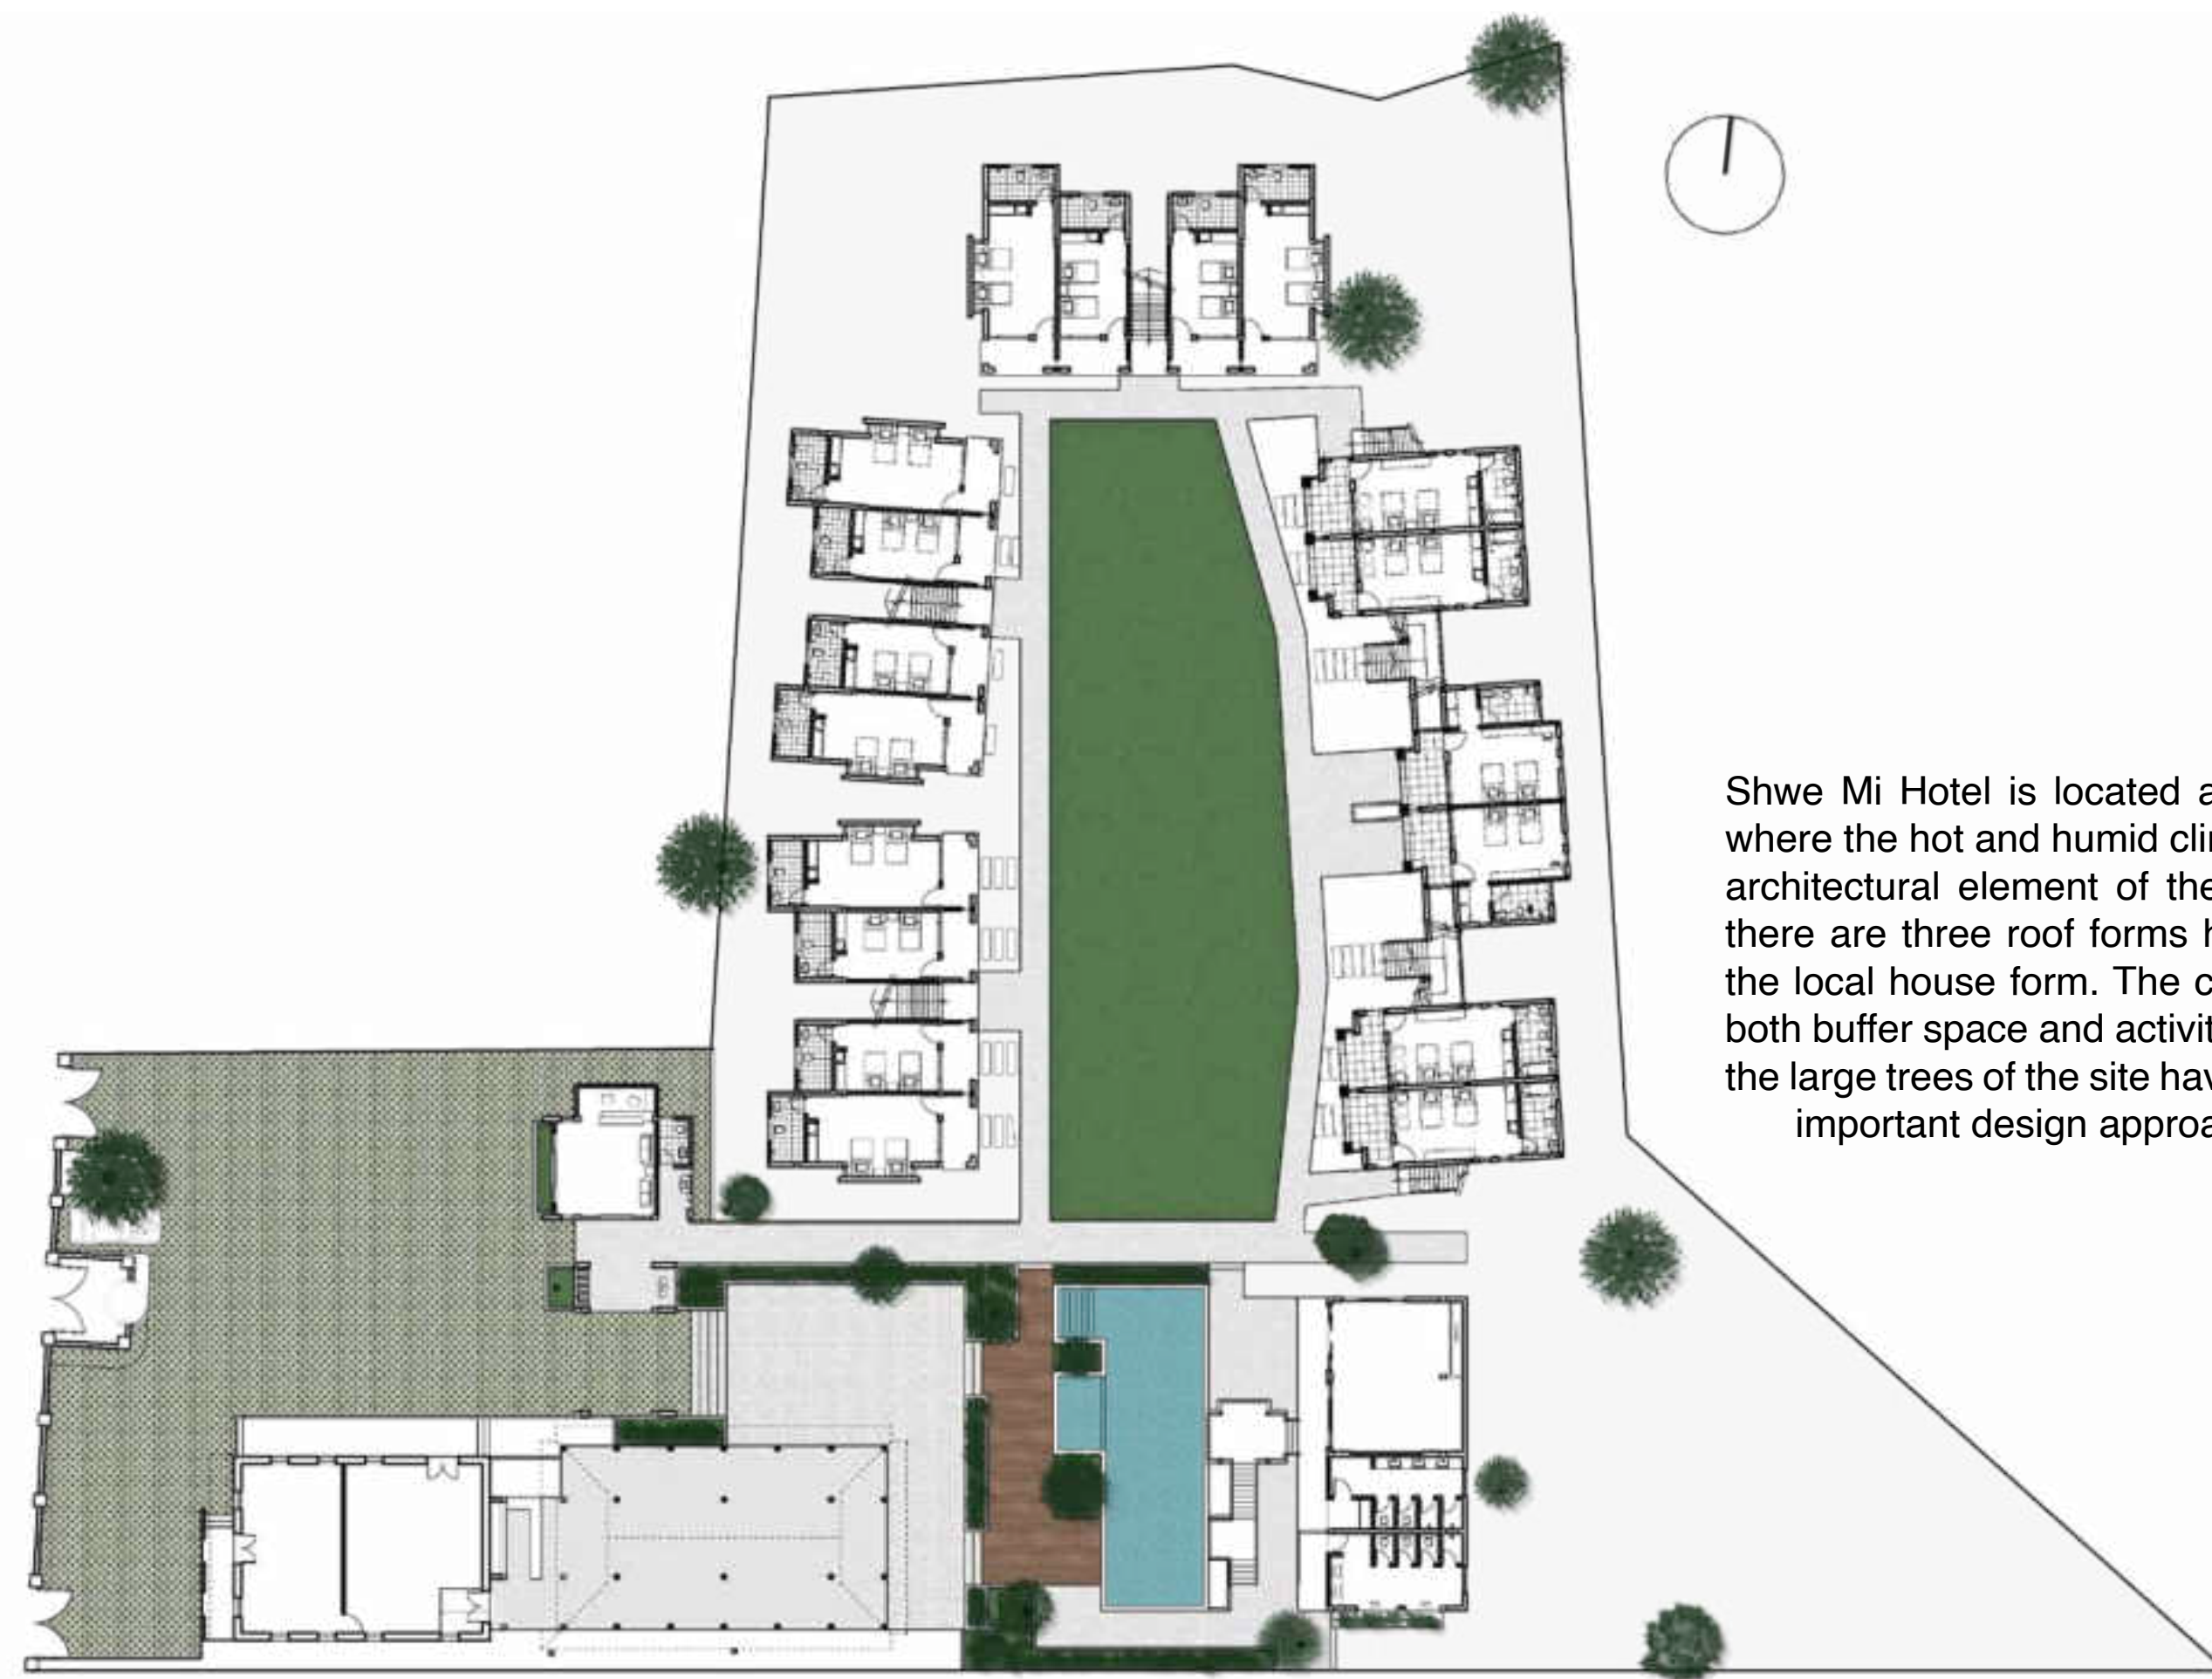 Shwe Mi Hotel is located a
where the hot and humid cli
architectural element of the
there are three roof forms h
the local house form. The c
both buffer space and activit
the large trees of the site hav
important design approa